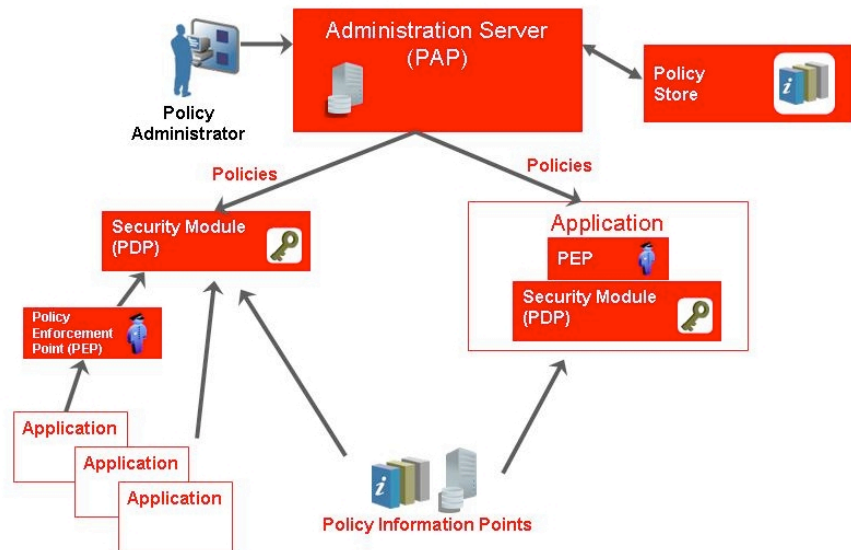 Administration Server
(PAP)
Policy
Store
Policy
Administrator
Policies
Policies
Security Module
(PDP)
Application
PEP
Security Module
(PDP)
Policy
Enforcement
Point (PEP)
Application
Application
Application
i
i
Policy Information Points